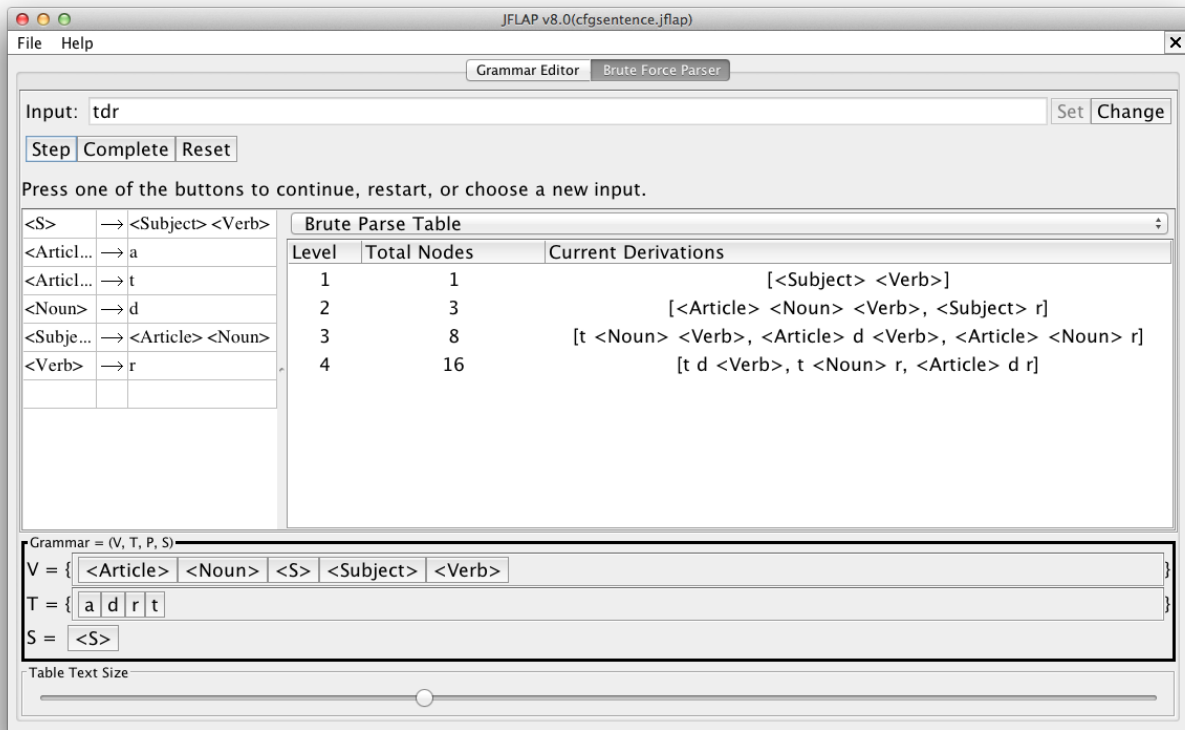 JFLAP v8.0(cfgsentence.jflap)
File Help
Grammar Editor Brute Force Parser
Input: tdr Set Change
Step Complete Reset
Press one of the buttons to continue, restart, or choose a new input.
<S> → <Subject> <Verb>
<Articl... → a
<Articl... → t
<Noun> → d
<Subje... → <Article> <Noun>
<Verb> → r
Brute Parse Table
Level Total Nodes Current Derivations
1 1 [<Subject> <Verb>]
2 3 [<Article> <Noun> <Verb>, <Subject> r]
3 8 [t <Noun> <Verb>, <Article> d <Verb>, <Article> <Noun> r]
4 16 [t d <Verb>, t <Noun> r, <Article> d r]
Grammar = (V, T, P, S)
V = { <Article> <Noun> <S> <Subject> <Verb> }
T = { a d r t }
S = <S>
Table Text Size